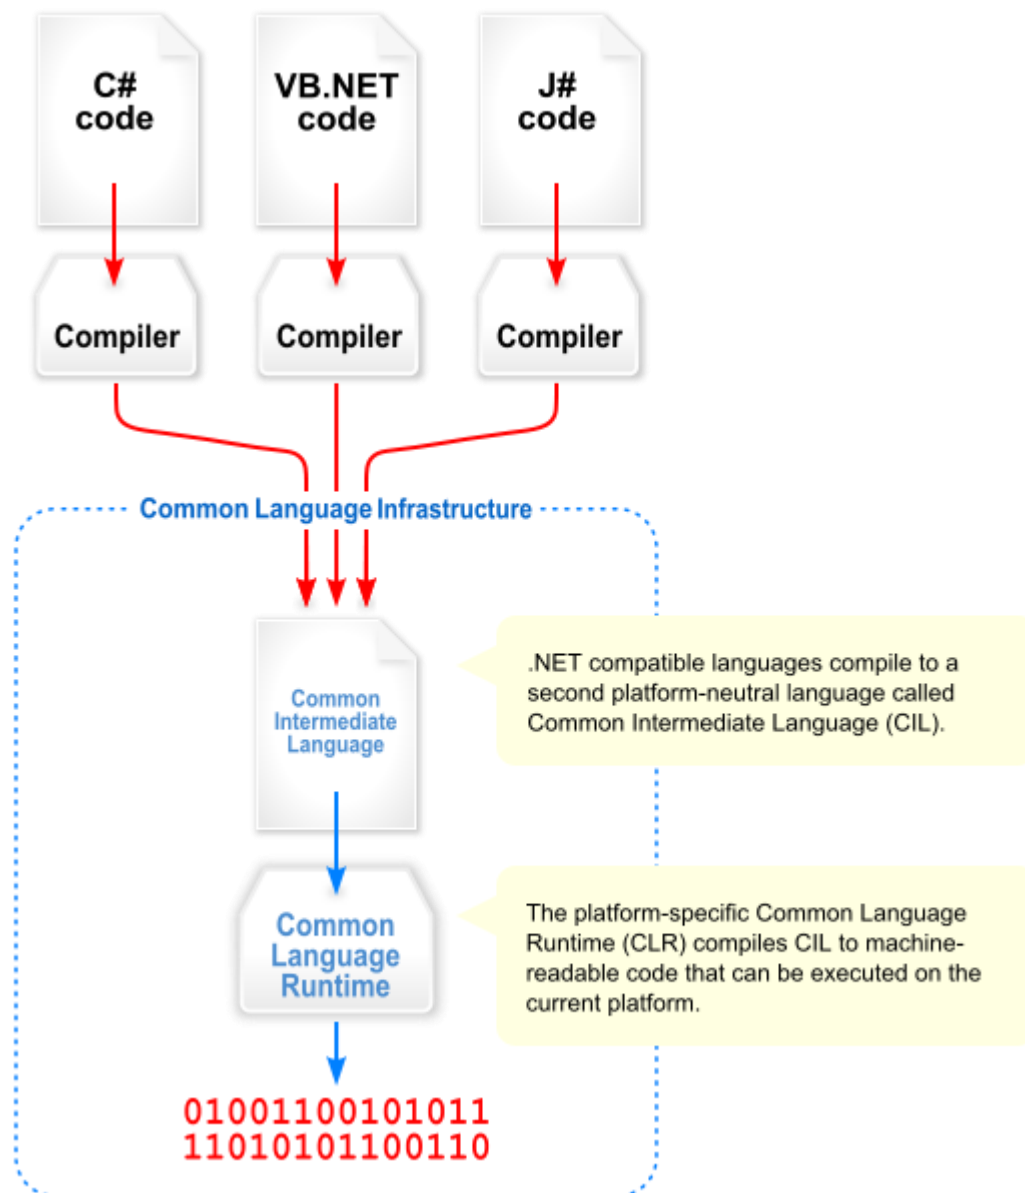 C#
code
VB.NET
code
J#
code
Compiler
Compiler
Compiler
Common Language Infrastructure
Common
Intermediate
Language
.NET compatible languages compile to a
second platform-neutral language called
Common Intermediate Language (CIL).
Common
Language
Runtime
The platform-specific Common Language
Runtime (CLR) compiles CIL to machine-
readable code that can be executed on the
current platform.
01001100101011
11010101100110